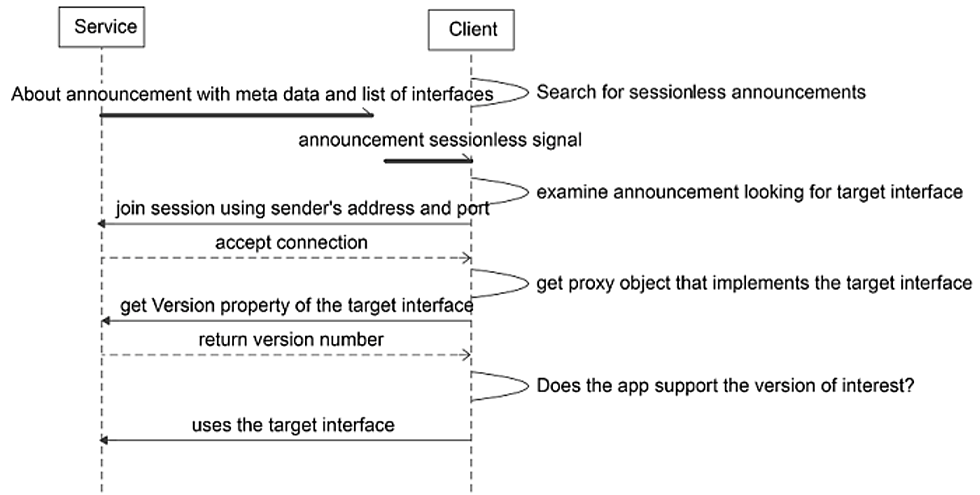 Service
Client
About announcement with meta data and list of interfaces
Search for sessionless announcements
announcement sessionless signal
examine announcement looking for target interface
join session using sender's address and port
accept connection
get proxy object that implements the target interface
get Version property of the target interface
return version number
Does the app support the version of interest?
uses the target interface